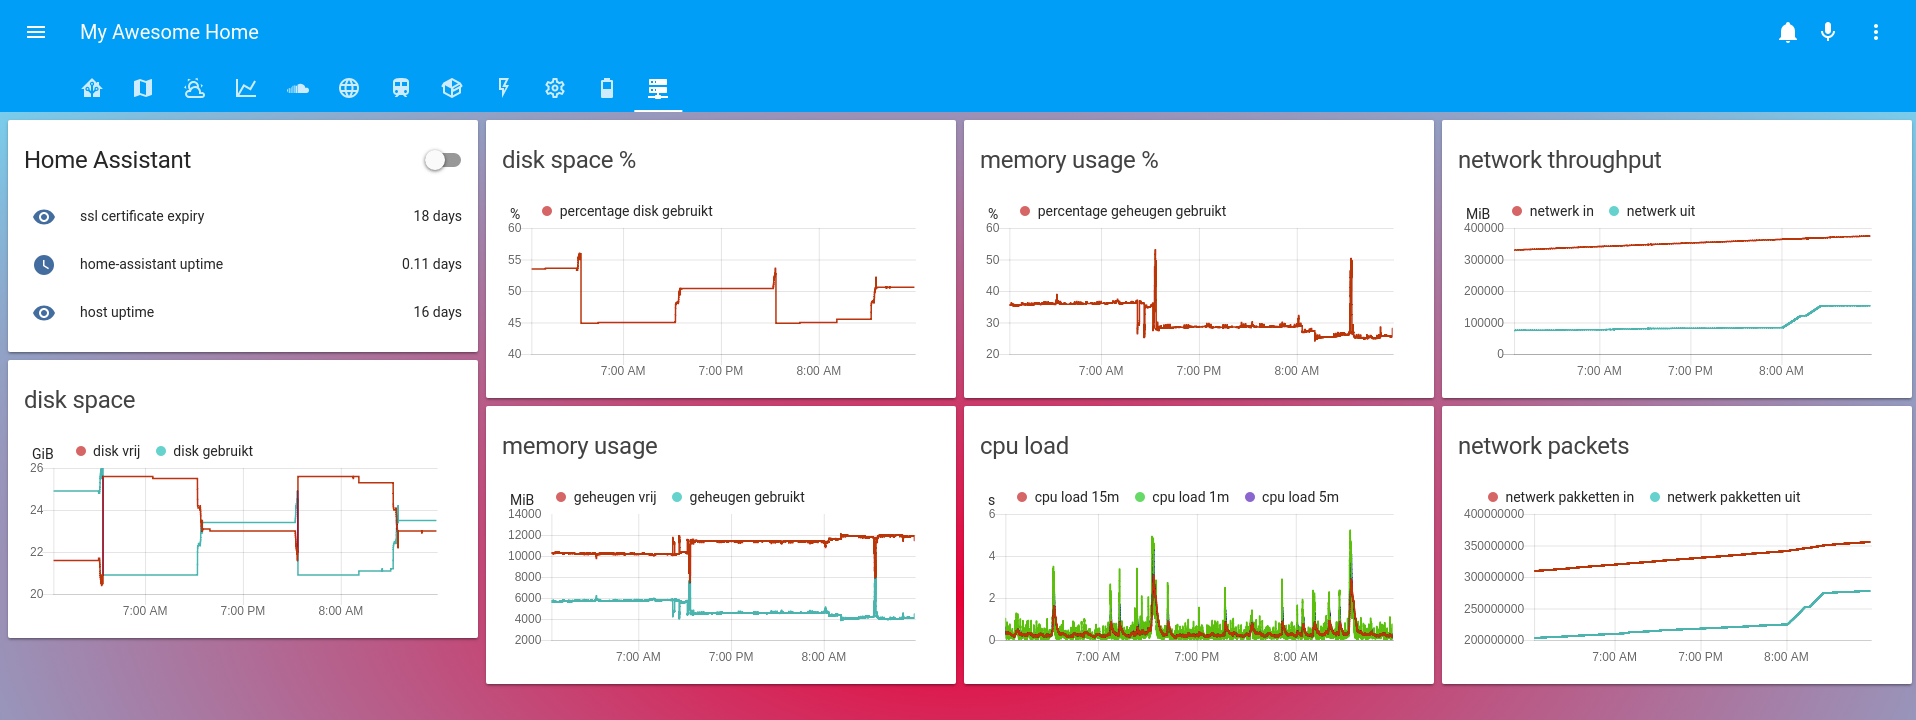 My Awesome Home
Home Assistant
ssl certificate expiry 18 days
home-assistant uptime 0.11 days
host uptime 16 days
disk space
GiB disk vrij disk gebruikt
26
24
22
20
7:00 AM 7:00 PM 8:00 AM
disk space %
% percentage disk gebruikt
60
55
50
45
40
7:00 AM 7:00 PM 8:00 AM
memory usage
MiB geheugen vrij geheugen gebruikt
14000
12000
10000
8000
6000
4000
2000
7:00 AM 7:00 PM 8:00 AM
memory usage %
% percentage geheugen gebruikt
60
50
40
30
20
7:00 AM 7:00 PM 8:00 AM
cpu load
s cpu load 15m cpu load 1m cpu load 5m
6
4
2
0
7:00 AM 7:00 PM 8:00 AM
network throughput
MiB netwerk in netwerk uit
400000
300000
200000
100000
0
7:00 AM 7:00 PM 8:00 AM
network packets
netwerk pakketten in netwerk pakketten uit
400000000
350000000
300000000
250000000
200000000
7:00 AM 7:00 PM 8:00 AM